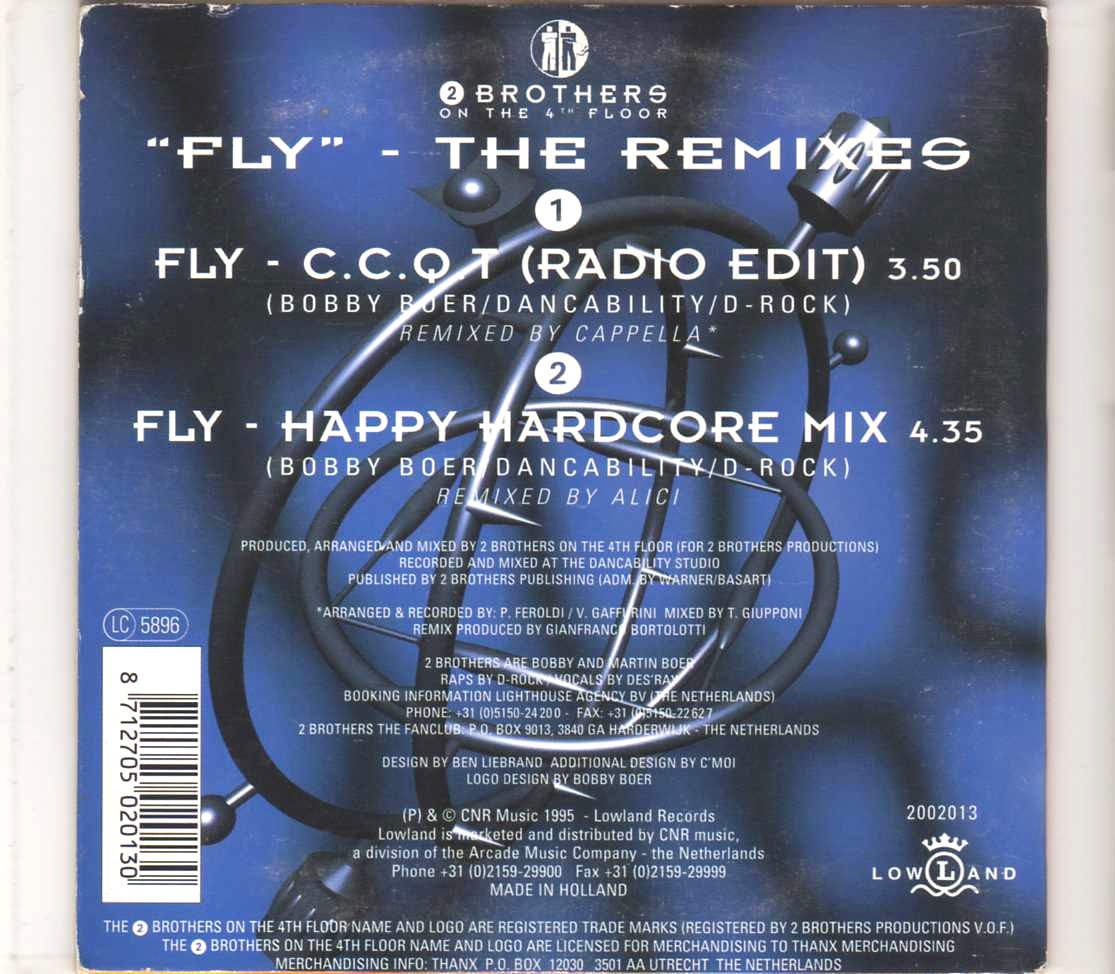 2 BROTHERS
ON THE 4TH FLOOR
"FLY" - THE REMIXES
1
FLY - C.C.Q.T (RADIO EDIT) 3.50
(BOBBY BOER/DANCABILITY/D-ROCK)
REMIXED BY CAPPELLA*
2
FLY - HAPPY HARDCORE MIX 4.35
(BOBBY BOER/DANCABILITY/D-ROCK)
REMIXED BY ALICI
PRODUCED, ARRANGED AND MIXED BY 2 BROTHERS ON THE 4TH FLOOR (FOR 2 BROTHERS PRODUCTIONS)
RECORDED AND MIXED AT THE DANCABILITY STUDIO
PUBLISHED BY 2 BROTHERS PUBLISHING (ADM. BY WARNER/BASART)
*ARRANGED & RECORDED BY: P. FEROLDI / V. GAFFURINI MIXED BY T. GIUPPONI
REMIX PRODUCED BY GIANFRANCO BORTOLOTTI
LC 5896
2 BROTHERS ARE BOBBY AND MARTIN BOER
RAPS BY D-ROCK / VOCALS BY DES'RAY
BOOKING INFORMATION LIGHTHOUSE AGENCY BV (THE NETHERLANDS)
PHONE: +31 (0)5150-24200 - FAX: +31 (0)5150-22627
2 BROTHERS THE FANCLUB: P.O. BOX 9013, 3840 GA HARDERWIJK - THE NETHERLANDS
DESIGN BY BEN LIEBRAND ADDITIONAL DESIGN BY C'MOI
LOGO DESIGN BY BOBBY BOER
8 712705 020130
(P) & © CNR Music 1995 - Lowland Records
Lowland is marketed and distributed by CNR music,
a division of the Arcade Music Company - the Netherlands
Phone +31 (0)2159-29900 Fax +31 (0)2159-29999
MADE IN HOLLAND
2002013
LOWLAND
THE 2 BROTHERS ON THE 4TH FLOOR NAME AND LOGO ARE REGISTERED TRADE MARKS (REGISTERED BY 2 BROTHERS PRODUCTIONS V.O.F.)
THE 2 BROTHERS ON THE 4TH FLOOR NAME AND LOGO ARE LICENSED FOR MERCHANDISING TO THANX MERCHANDISING
MERCHANDISING INFO: THANX P.O. BOX 12030 3501 AA UTRECHT THE NETHERLANDS